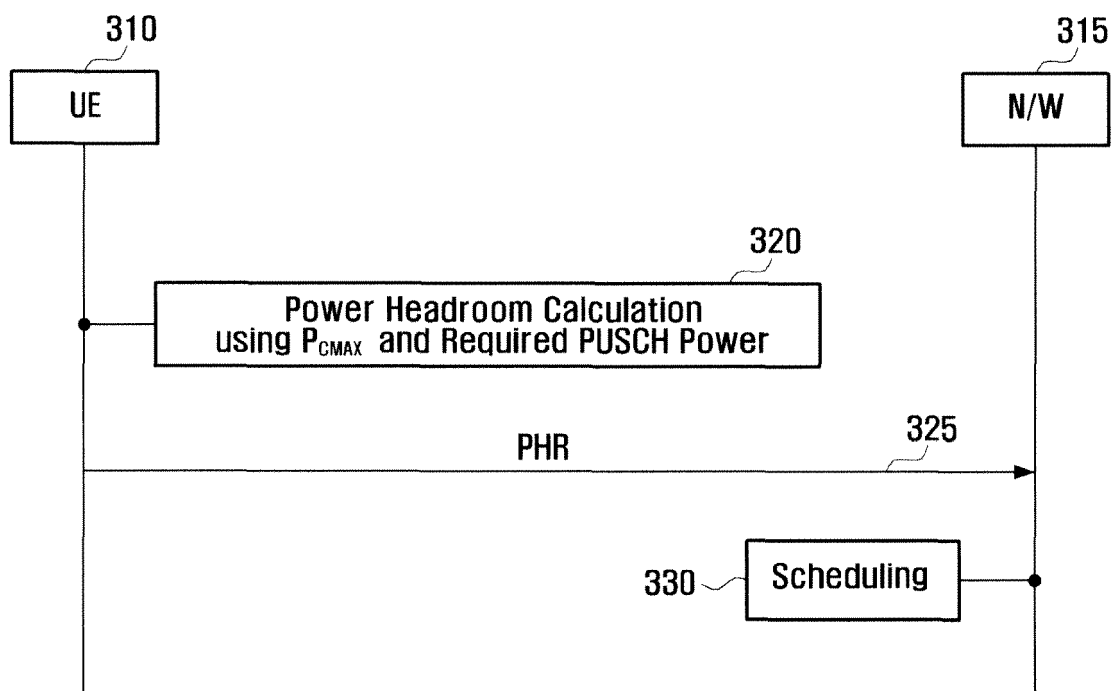 310
315
UE
N/W
320
Power Headroom Calculation
using PCMAX and Required PUSCH Power
PHR
325
330
Scheduling